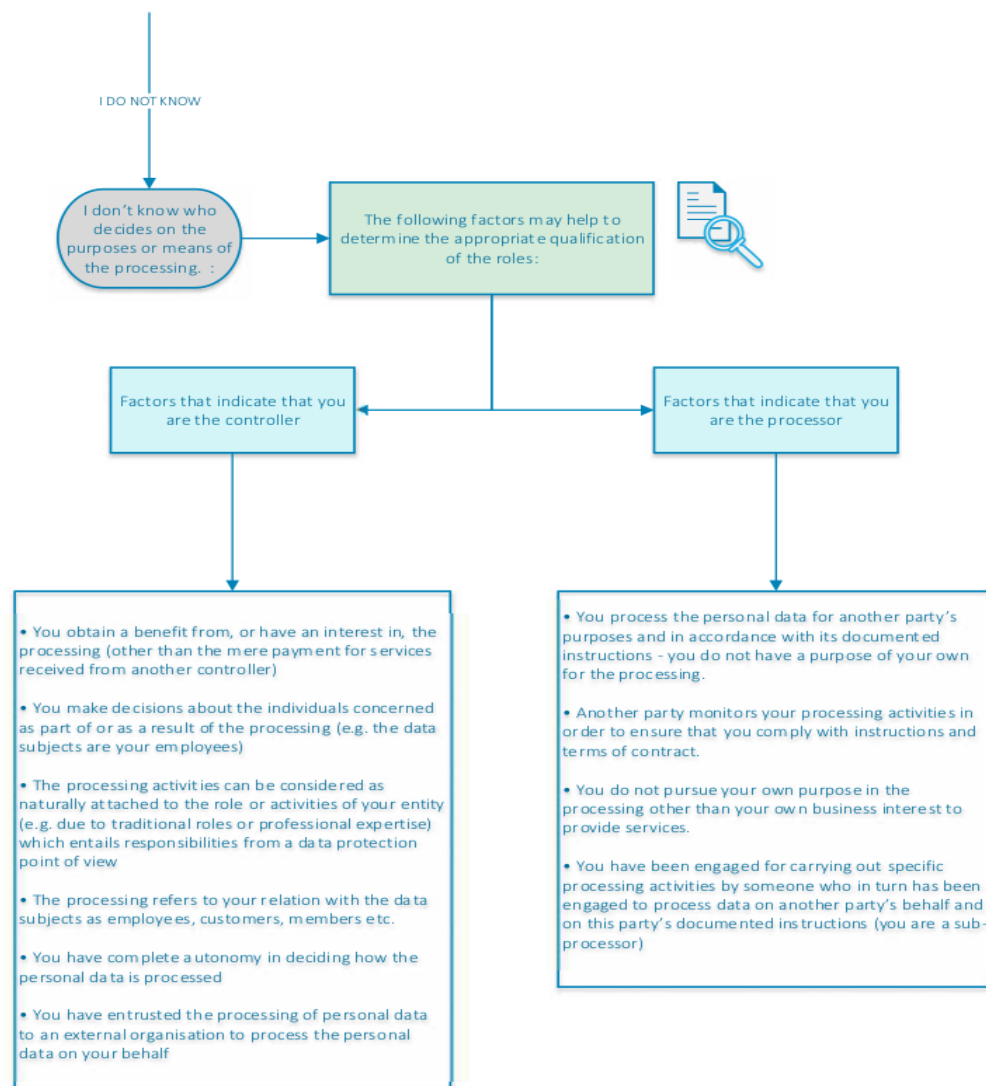 I DO NOT KNOW
I don't know who
decides on the
purposes or means of
the processing. :
The following factors may help to
determine the appropriate qualification
of the roles:
Factors that indicate that you
are the controller
Factors that indicate that you
are the processor
• You obtain a benefit from, or have an interest in, the
processing (other than the mere payment for services
received from another controller)
• You make decisions about the individuals concerned
as part of or as a result of the processing (e.g. the data
subjects are your employees)
• The processing activities can be considered as
naturally attached to the role or activities of your entity
(e.g. due to traditional roles or professional expertise)
which entails responsibilities from a data protection
point of view
• The processing refers to your relation with the data
subjects as employees, customers, members etc.
• You have complete autonomy in deciding how the
personal data is processed
• You have entrusted the processing of personal data
to an external organisation to process the personal
data on your behalf
• You process the personal data for another party's
purposes and in accordance with its documented
instructions - you do not have a purpose of your own
for the processing.
• Another party monitors your processing activities in
order to ensure that you comply with instructions and
terms of contract.
• You do not pursue your own purpose in the
processing other than your own business interest to
provide services.
• You have been engaged for carrying out specific
processing activities by someone who in turn has been
engaged to process data on another party's behalf and
on this party's documented instructions (you are a sub-
processor)